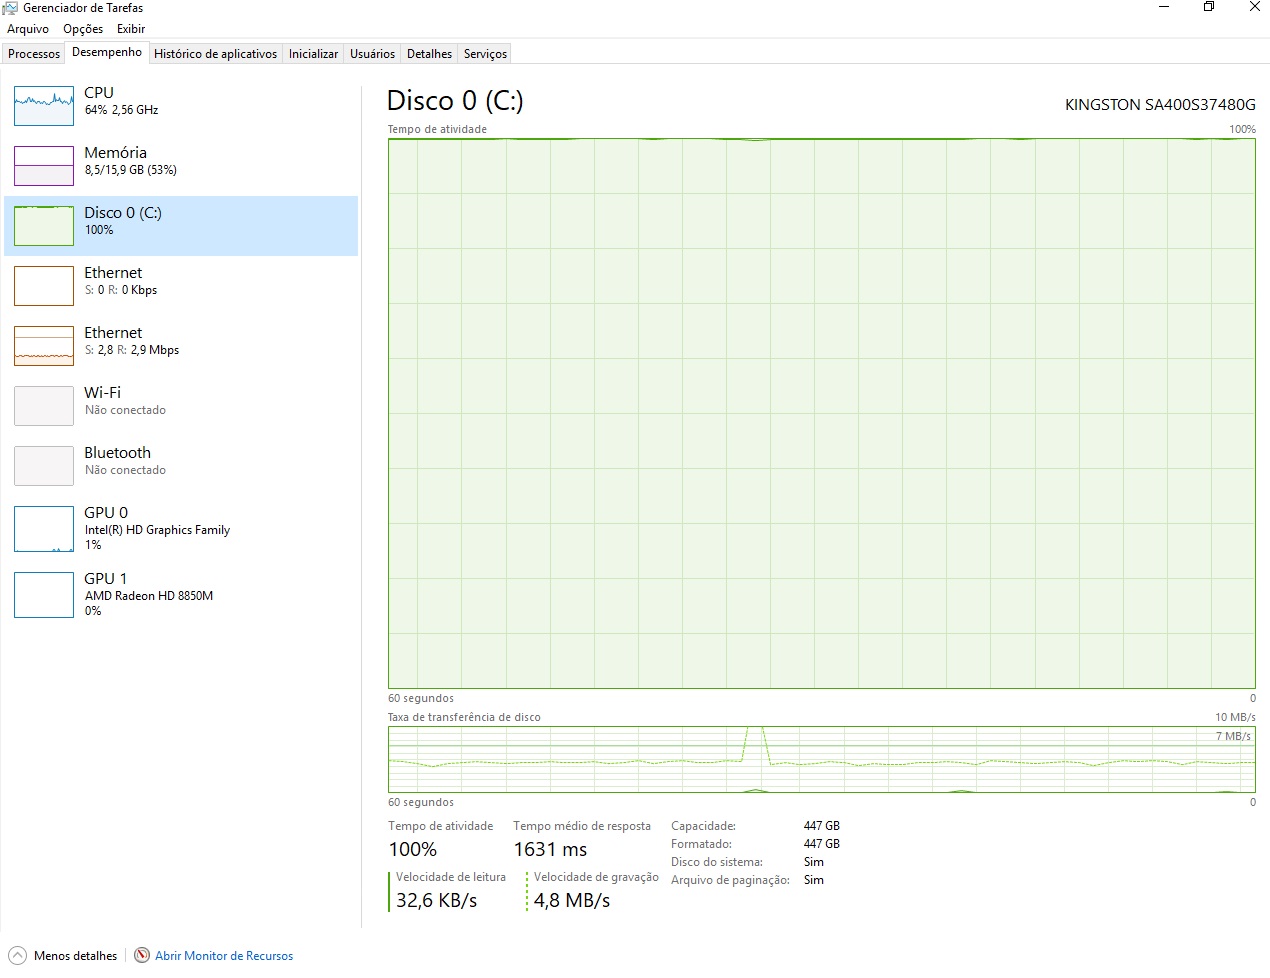 Gerenciador de Tarefas
Arquivo Opções Exibir
Processos Desempenho Histórico de aplicativos Inicializar Usuários Detalhes Serviços
CPU
64% 2,56 GHz
Memória
8,5/15,9 GB (53%)
Disco 0 (C:)
100%
Ethernet
S: 0 R: 0 Kbps
Ethernet
S: 2,8 R: 2,9 Mbps
Wi-Fi
Não conectado
Bluetooth
Não conectado
GPU 0
Intel(R) HD Graphics Family
1%
GPU 1
AMD Radeon HD 8850M
0%
Disco 0 (C:) KINGSTON SA400S37480G
Tempo de atividade 100%
60 segundos 0
Taxa de transferência de disco 10 MB/s
7 MB/s
60 segundos 0
Tempo de atividade
100%
Tempo médio de resposta
1631 ms
Velocidade de leitura
32,6 KB/s
Velocidade de gravação
4,8 MB/s
Capacidade: 447 GB
Formatado: 447 GB
Disco do sistema: Sim
Arquivo de paginação: Sim
Menos detalhes Abrir Monitor de Recursos